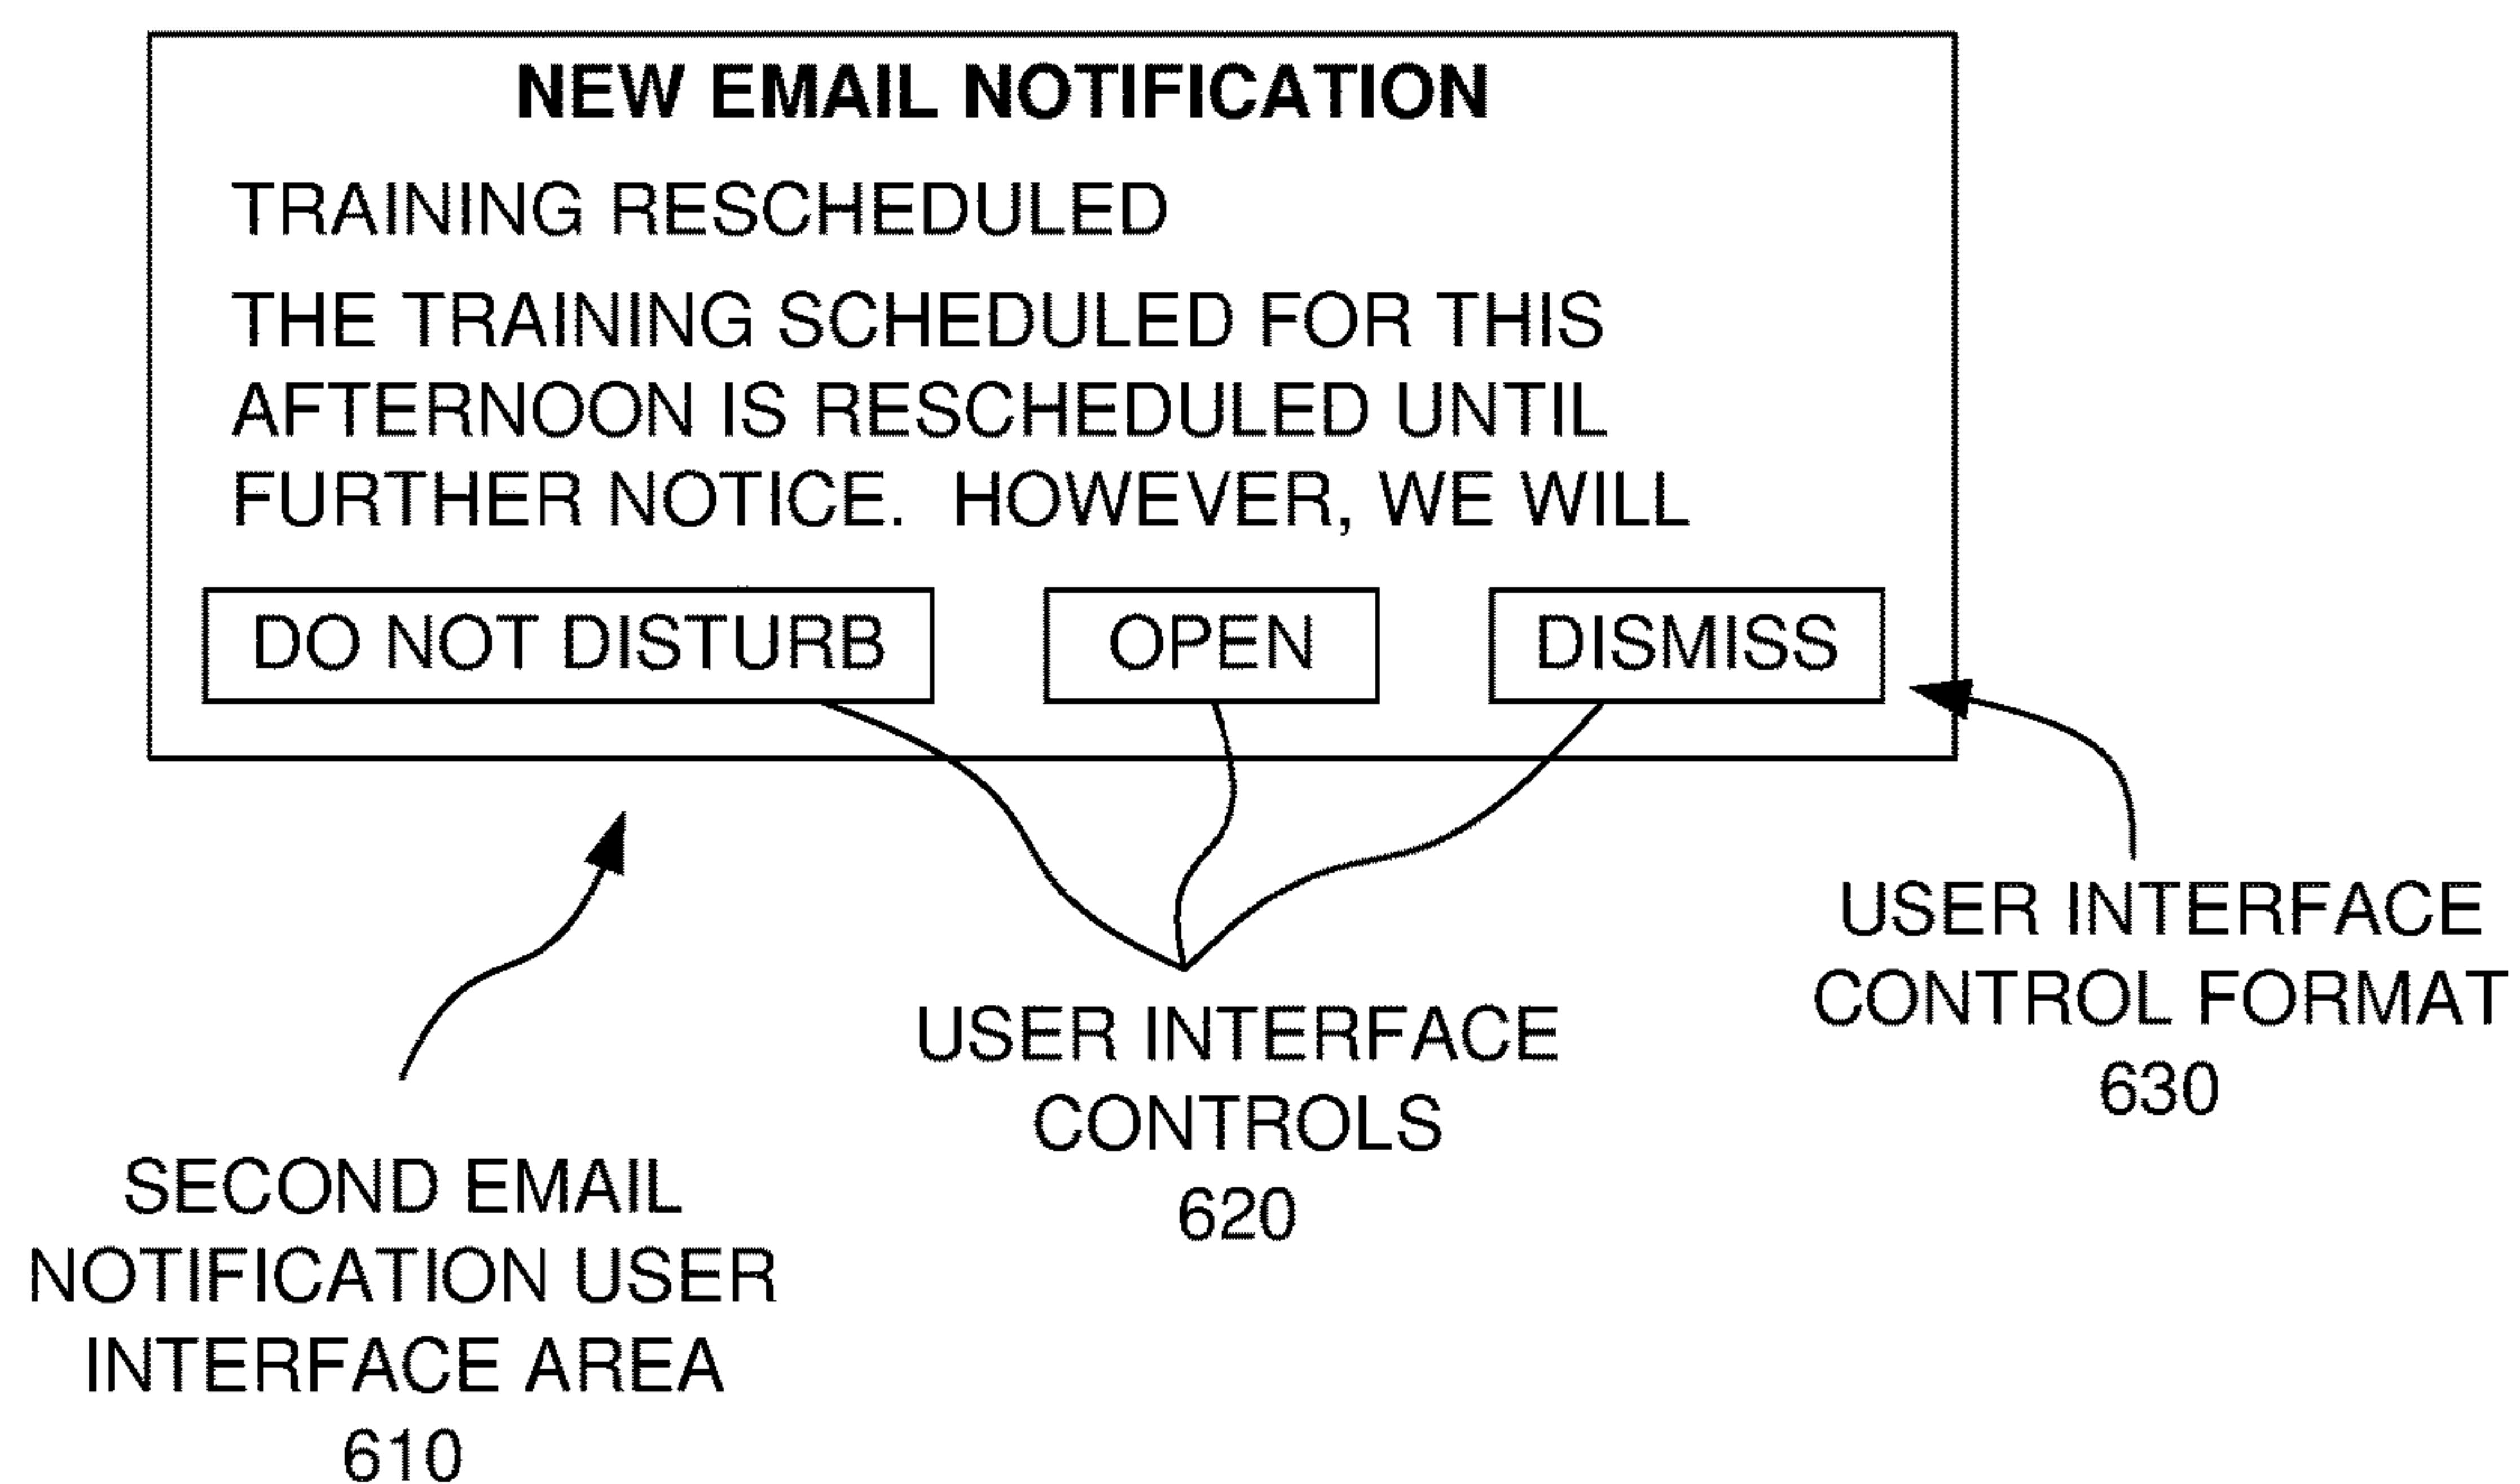 NEW EMAIL NOTIFICATION
TRAINING RESCHEDULED
THE TRAINING SCHEDULED FOR THIS
AFTERNOON IS RESCHEDULED UNTIL
FURTHER NOTICE. HOWEVER, WE WILL
DO NOT DISTURB
OPEN
DISMISS
USER INTERFACE
CONTROL FORMAT
630
USER INTERFACE
CONTROLS
620
SECOND EMAIL
NOTIFICATION USER
INTERFACE AREA
610